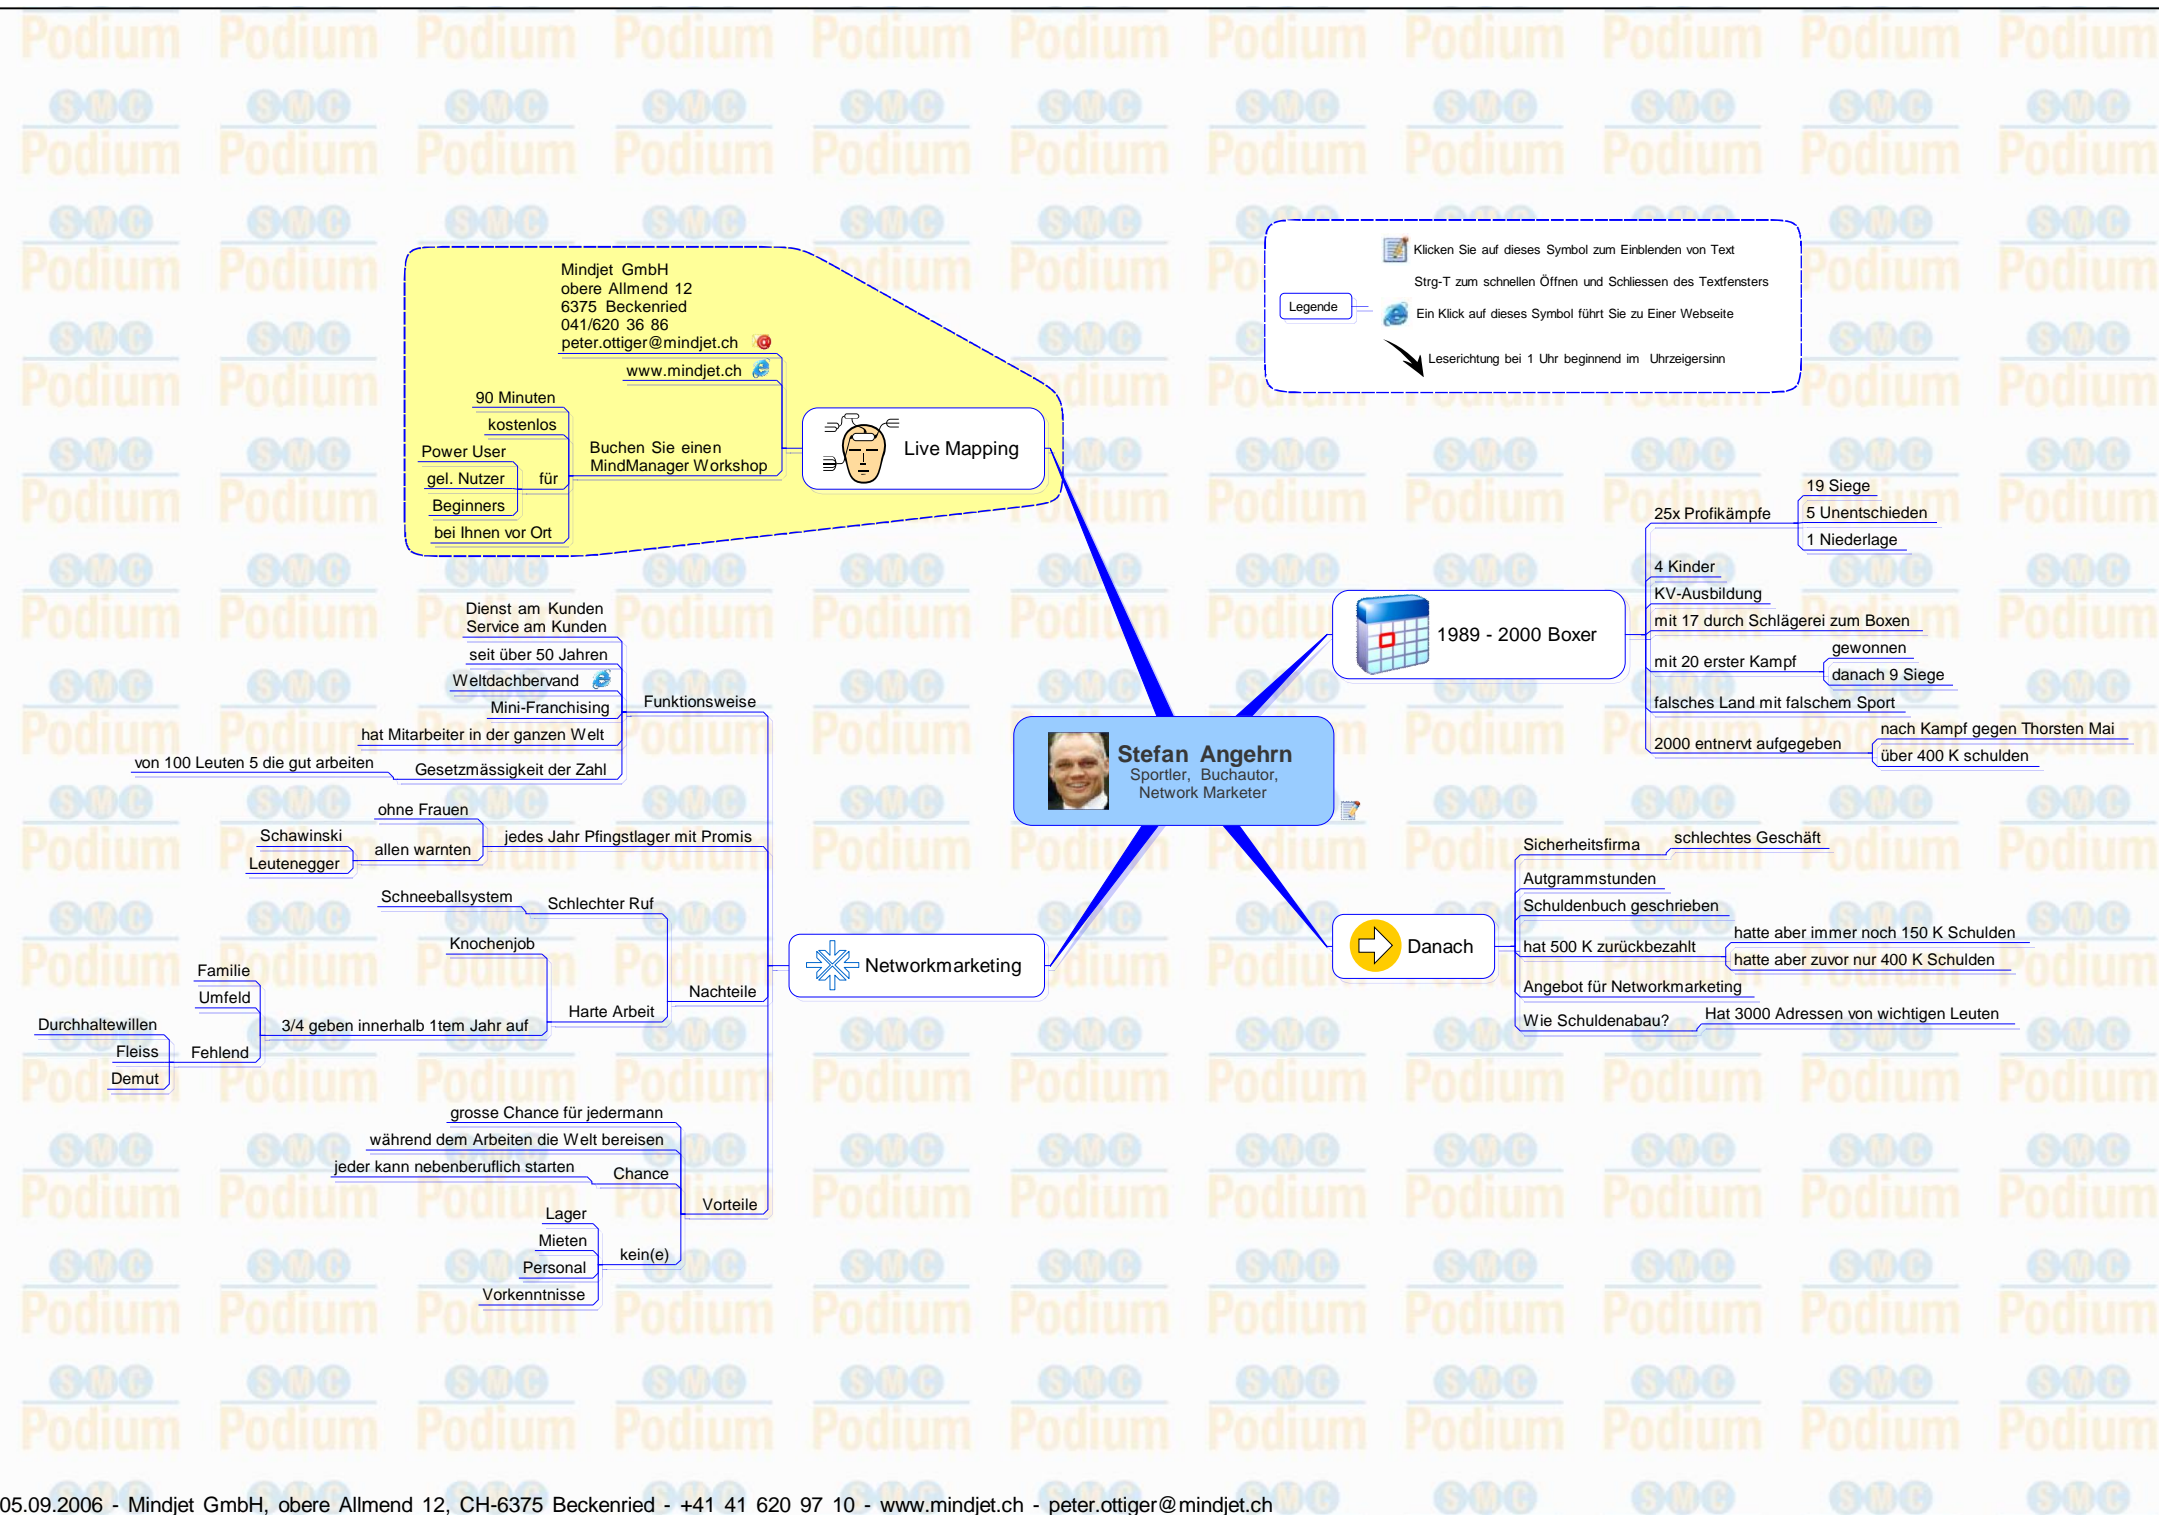 Stefan Angehrn
Sportler, Buchautor,
Network Marketer
Legende
Klicken Sie auf dieses Symbol zum Einblenden von Text
Strg-T zum schnellen Öffnen und Schliessen des Textfensters
Ein Klick auf dieses Symbol führt Sie zu Einer Webseite
Leserichtung bei 1 Uhr beginnend im Uhrzeigersinn
1989 - 2000 Boxer
25x Profikämpfe
19 Siege
5 Unentschieden
1 Niederlage
4 Kinder
KV-Ausbildung
mit 17 durch Schlägerei zum Boxen
mit 20 erster Kampf
gewonnen
danach 9 Siege
falsches Land mit falschem Sport
2000 entnervt aufgegeben
nach Kampf gegen Thorsten Mai
über 400 K schulden
Danach
Sicherheitsfirma
schlechtes Geschäft
Autgrammstunden
Schuldenbuch geschrieben
hat 500 K zurückbezahlt
hatte aber immer noch 150 K Schulden
hatte aber zuvor nur 400 K Schulden
Angebot für Networkmarketing
Wie Schuldenabau?
Hat 3000 Adressen von wichtigen Leuten
Networkmarketing
Funktionsweise
Dienst am Kunden
Service am Kunden
seit über 50 Jahren
Weltdachbervand
Mini-Franchising
hat Mitarbeiter in der ganzen Welt
Gesetzmässigkeit der Zahl
von 100 Leuten 5 die gut arbeiten
jedes Jahr Pfingstlager mit Promis
ohne Frauen
allen warnten
Schawinski
Leutenegger
Nachteile
Schlechter Ruf
Schneeballsystem
Harte Arbeit
Knochenjob
3/4 geben innerhalb 1tem Jahr auf
Familie
Umfeld
Fehlend
Durchhaltewillen
Fleiss
Demut
Vorteile
grosse Chance für jedermann
während dem Arbeiten die Welt bereisen
Chance
jeder kann nebenberuflich starten
kein(e)
Lager
Mieten
Personal
Vorkenntnisse
Live Mapping
Mindjet GmbH
obere Allmend 12
6375 Beckenried
041/620 36 86
peter.ottiger@mindjet.ch
www.mindjet.ch
Buchen Sie einen
MindManager Workshop
90 Minuten
kostenlos
für
Power User
gel. Nutzer
Beginners
bei Ihnen vor Ort
SMC
Podium
05.09.2006 - Mindjet GmbH, obere Allmend 12, CH-6375 Beckenried - +41 41 620 97 10 - www.mindjet.ch - peter.ottiger@mindjet.ch